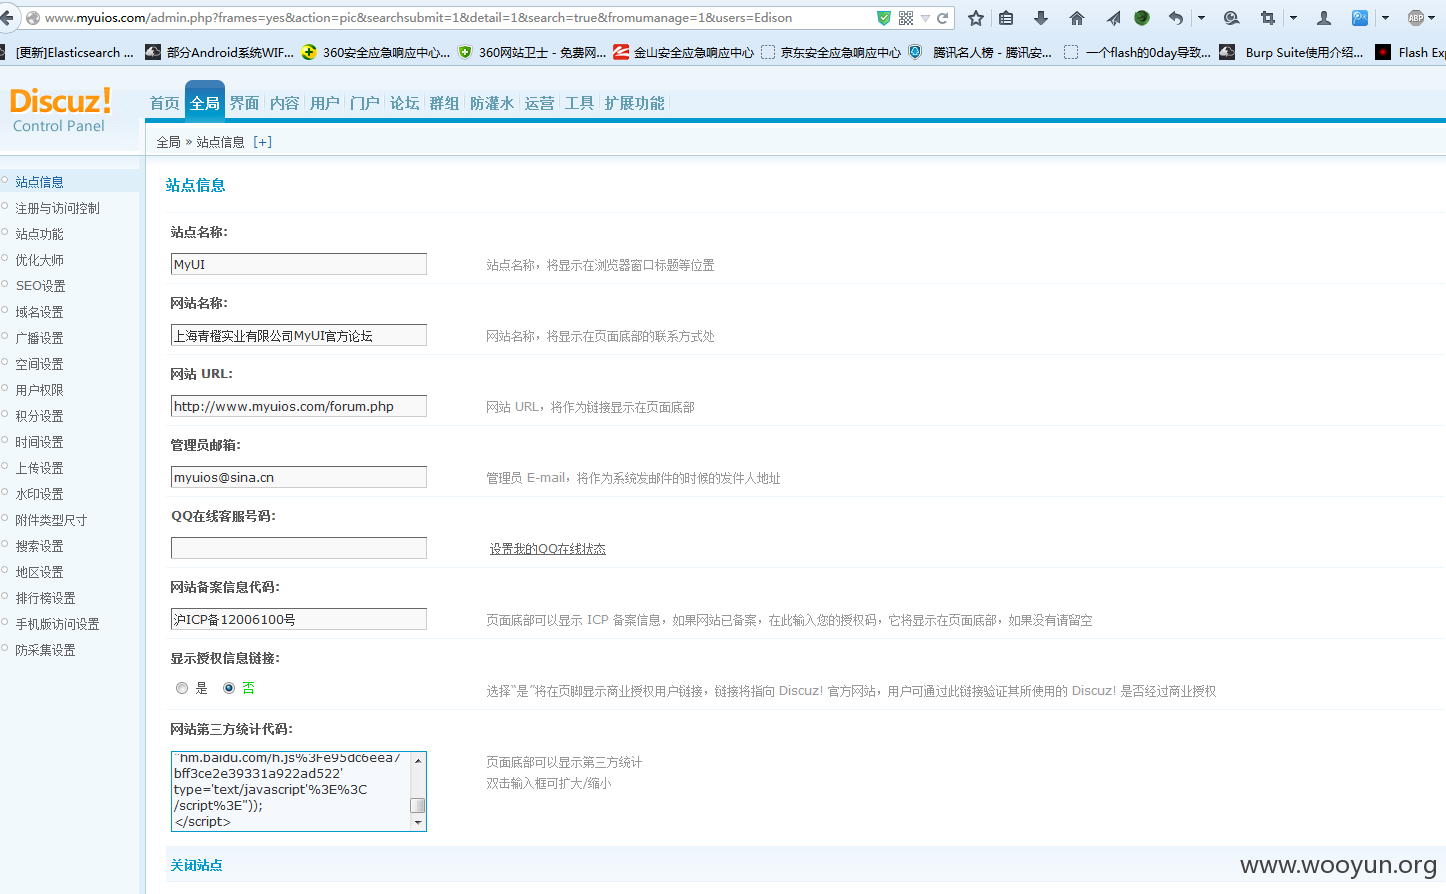 www.myuios.com/admin.php?frames=yes&action=pic&searchsubmit=1&detail=1&search=true&fromumanage=1&users=Edison
[更新]Elasticsearch ... 部分Android系统WIF... 360安全应急响应中心... 360网站卫士 - 免费网... 金山安全应急响应中心 京东安全应急响应中心 腾讯名人榜 - 腾讯安... 一个flash的0day导致... Burp Suite使用介绍... Flash Exp
Discuz!
Control Panel
首页 全局 界面 内容 用户 门户 论坛 群组 防灌水 运营 工具 扩展功能
全局 » 站点信息 [+]
站点信息
注册与访问控制
站点功能
优化大师
SEO设置
域名设置
广播设置
空间设置
用户权限
积分设置
时间设置
上传设置
水印设置
附件类型尺寸
搜索设置
地区设置
排行榜设置
手机版访问设置
防采集设置
站点信息
站点名称:
MyUI 站点名称，将显示在浏览器窗口标题等位置
网站名称:
上海青橙实业有限公司MyUI官方论坛 网站名称，将显示在页面底部的联系方式处
网站 URL:
http://www.myuios.com/forum.php 网站 URL，将作为链接显示在页面底部
管理员邮箱:
myuios@sina.cn 管理员 E-mail，将作为系统发邮件的时候的发件人地址
QQ在线客服号码:
设置我的QQ在线状态
网站备案信息代码:
沪ICP备12006100号 页面底部可以显示 ICP 备案信息，如果网站已备案，在此输入您的授权码，它将显示在页面底部，如果没有请留空
显示授权信息链接:
是 否 选择"是"将在页脚显示商业授权用户链接，链接将指向 Discuz! 官方网站，用户可通过此链接验证其所使用的 Discuz! 是否经过商业授权
网站第三方统计代码:
"hm.baidu.com/h.js%3Fe95dc6eea7
bff3ce2e39331a922ad522'
type='text/javascript'%3E%3C
/script%3E"));
</script>
页面底部可以显示第三方统计
双击输入框可扩大/缩小
关闭站点
www.wooyun.org
ABP